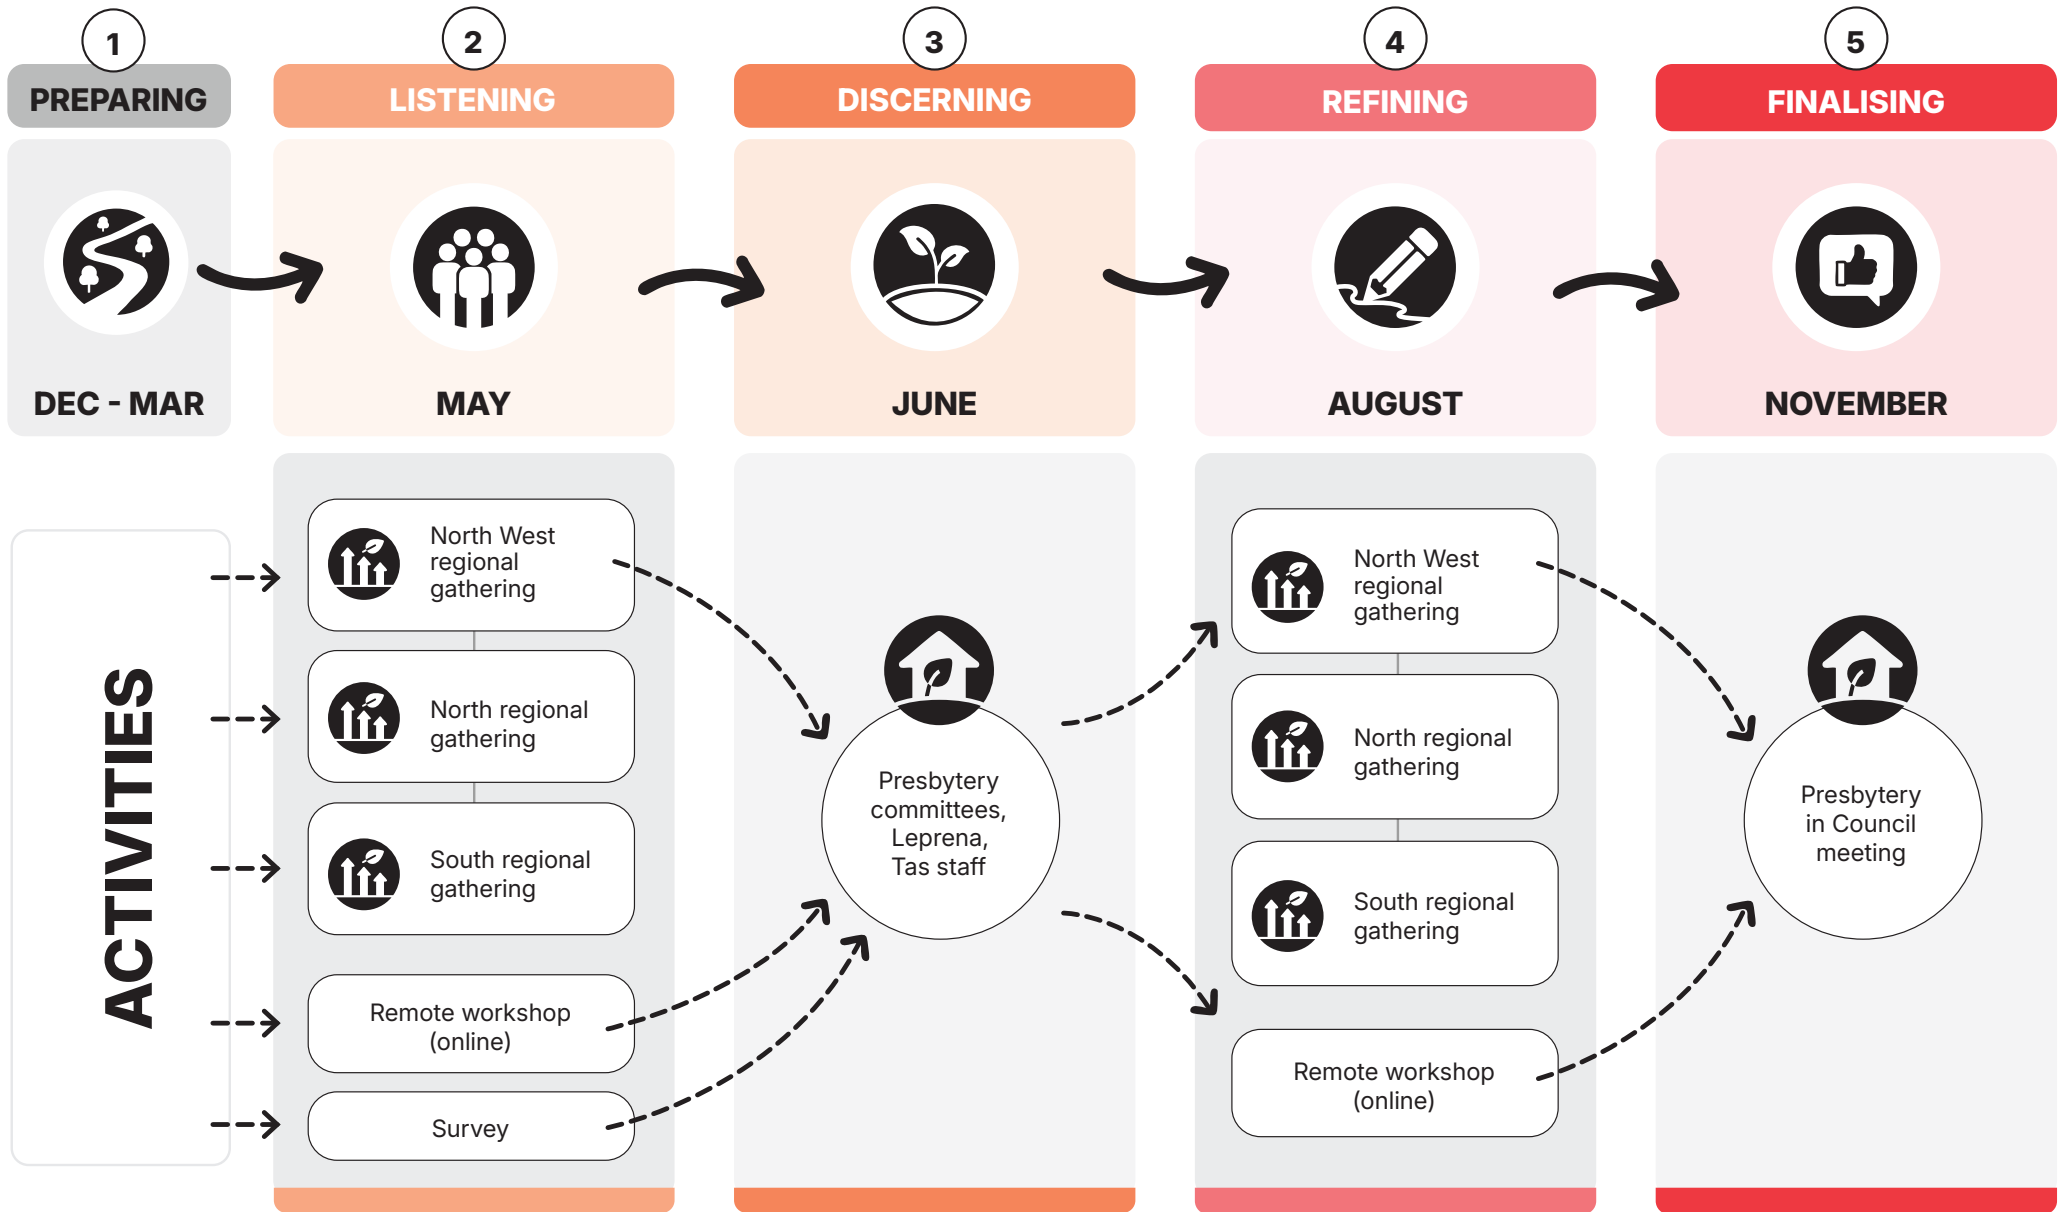 1
PREPARING
DEC - MAR
2
LISTENING
MAY
3
DISCERNING
JUNE
4
REFINING
AUGUST
5
FINALISING
NOVEMBER
ACTIVITIES
North West
regional
gathering
North regional
gathering
South regional
gathering
Remote workshop
(online)
Survey
Presbytery
committees,
Leprena,
Tas staff
North West
regional
gathering
North regional
gathering
South regional
gathering
Remote workshop
(online)
Presbytery
in Council
meeting